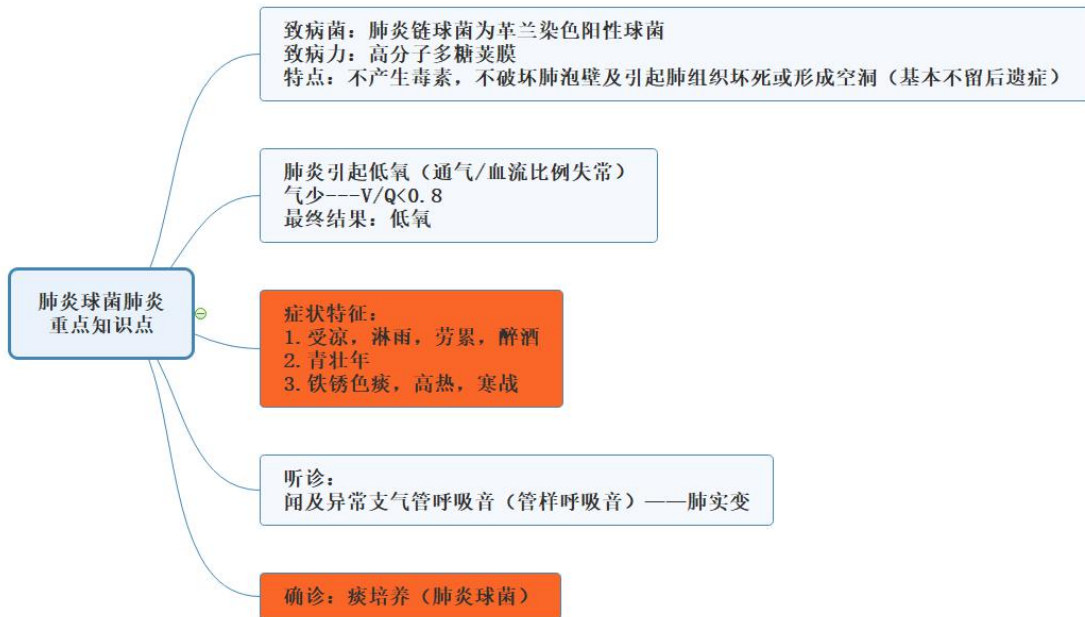 致病菌：肺炎链球菌为革兰染色阳性球菌
致病力：高分子多糖荚膜
特点：不产生毒素，不破坏肺泡壁及引起肺组织坏死或形成空洞（基本不留后遗症）
肺炎引起低氧（通气/血流比例失常）
气少---V/Q<0.8
最终结果：低氧
肺炎球菌肺炎
重点知识点
症状特征：
1.受凉，淋雨，劳累，醉酒
2.青壮年
3.铁锈色痰，高热，寒战
听诊：
闻及异常支气管呼吸音（管样呼吸音）——肺实变
确诊：痰培养（肺炎球菌）